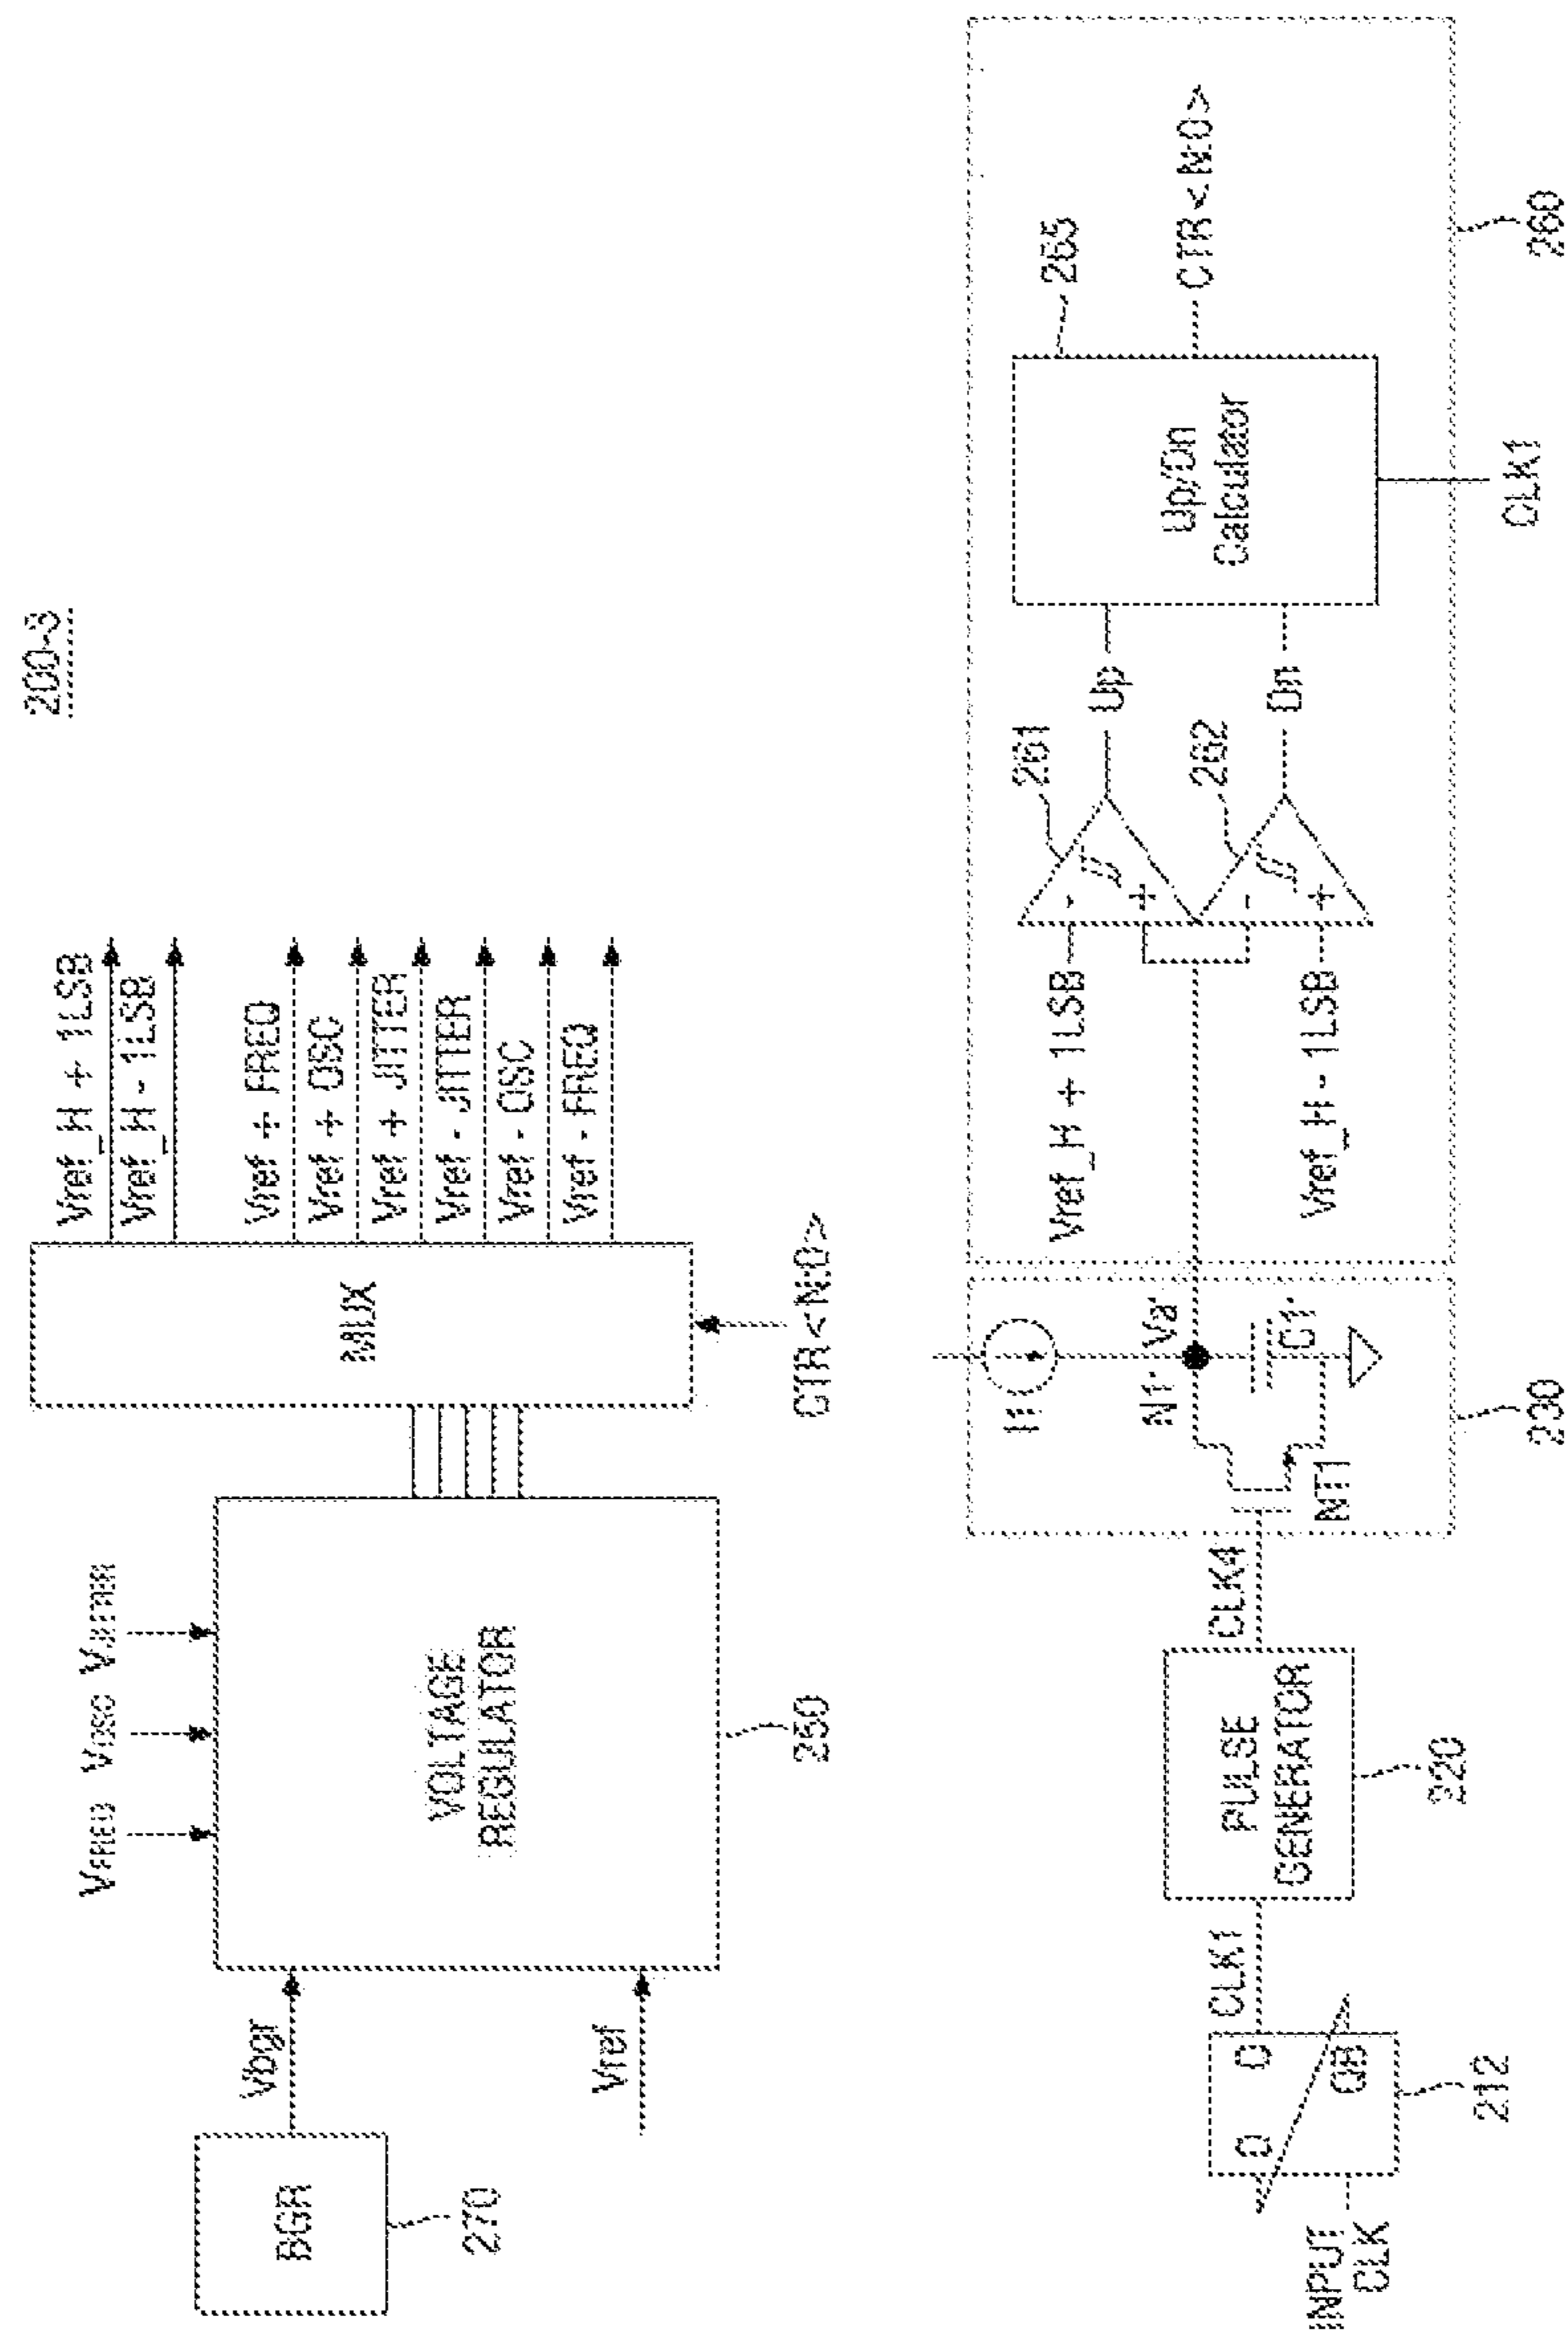 200-3
Vref_H + 1LSB
Vref_H - 1LSB
Vref + FREQ
Vref + OSC
Vref + JITTER
Vref - JITTER
Vref - OSC
Vref - FREQ
MUX
CTR<N:0>
VFREQ VOSC VJITTER
VOLTAGE
REGULATOR
250
Vbgr
Vref
BGR
270
265
CTR<N:0>
Up/Dn
Calculator
CLK1
260
Up
Dn
261
262
-
+
-
+
Vref_H + 1LSB
Vref_H - 1LSB
I1'
N1'
Va'
C1'
NT1
230
CLK4
PULSE
GENERATOR
220
CLK1
D Q
QB
212
INPUT
CLK